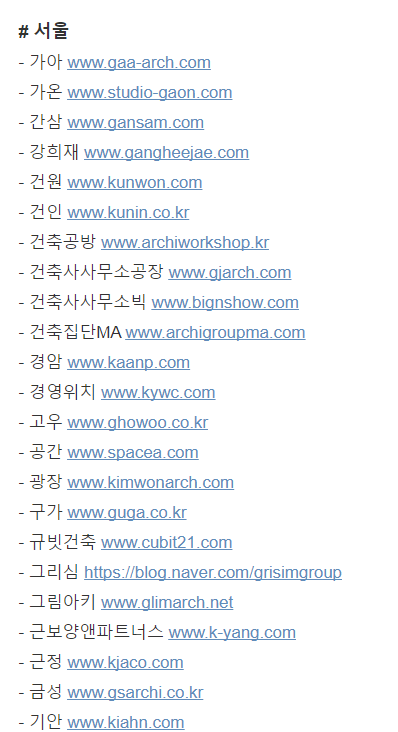 # 서울
- 가아 www.gaa-arch.com
- 가온 www.studio-gaon.com
- 간삼 www.gansam.com
- 강희재 www.gangheejae.com
- 건원 www.kunwon.com
- 건인 www.kunin.co.kr
- 건축공방 www.archiworkshop.kr
- 건축사사무소공장 www.gjarch.com
- 건축사사무소빅 www.bignshow.com
- 건축집단MA www.archigroupma.com
- 경암 www.kaanp.com
- 경영위치 www.kywc.com
- 고우 www.ghowoo.co.kr
- 공간 www.spacea.com
- 광장 www.kimwonarch.com
- 구가 www.guga.co.kr
- 규빗건축 www.cubit21.com
- 그리심 https://blog.naver.com/grisimgroup
- 그림아키 www.glimarch.net
- 근보양앤파트너스 www.k-yang.com
- 근정 www.kjaco.com
- 금성 www.gsarchi.co.kr
- 기안 www.kiahn.com